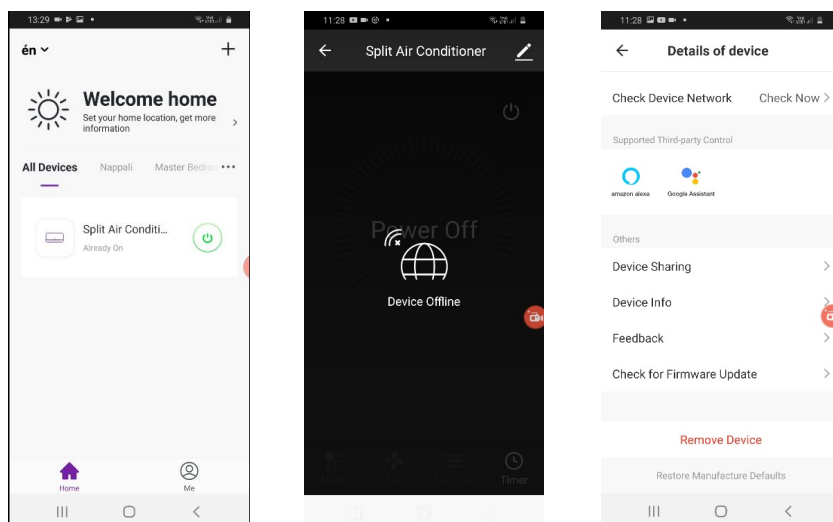 13:29
én
Welcome home
Set your home location, get more
information
All Devices Nappali Master Bedroo
Split Air Conditi...
Already On
Home Me
11:28
Split Air Conditioner
Power Off
Device Offline
Timer
11:28
Details of device
Check Device Network Check Now
Supported Third-party Control
amazon alexa Google Assistant
Others
Device Sharing
Device Info
Feedback
Check for Firmware Update
Remove Device
Restore Manufacture Defaults